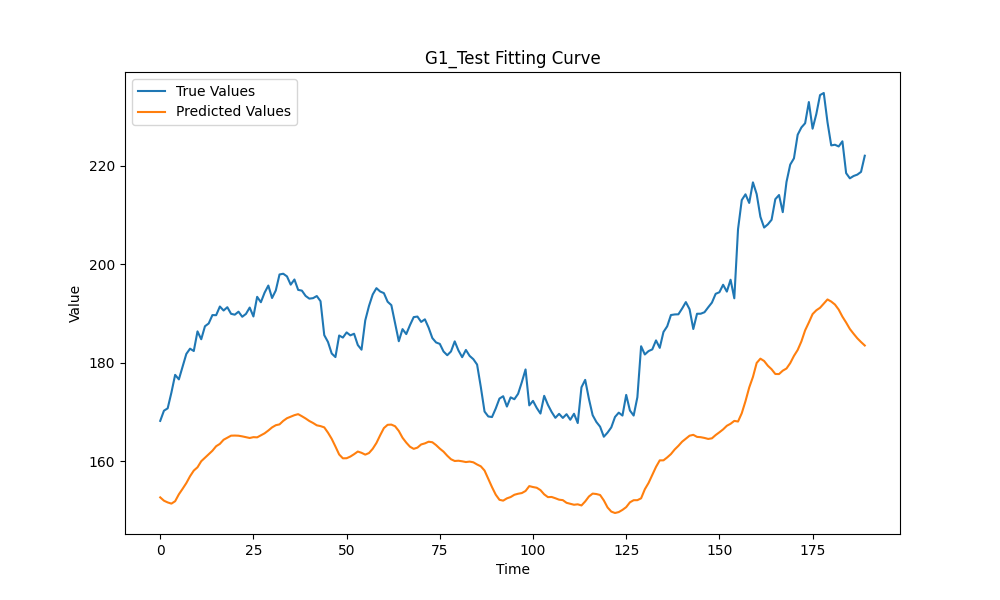 G1_Test Fitting Curve
True Values
Predicted Values
Value
220
200
180
160
0 25 50 75 100 125 150 175
Time